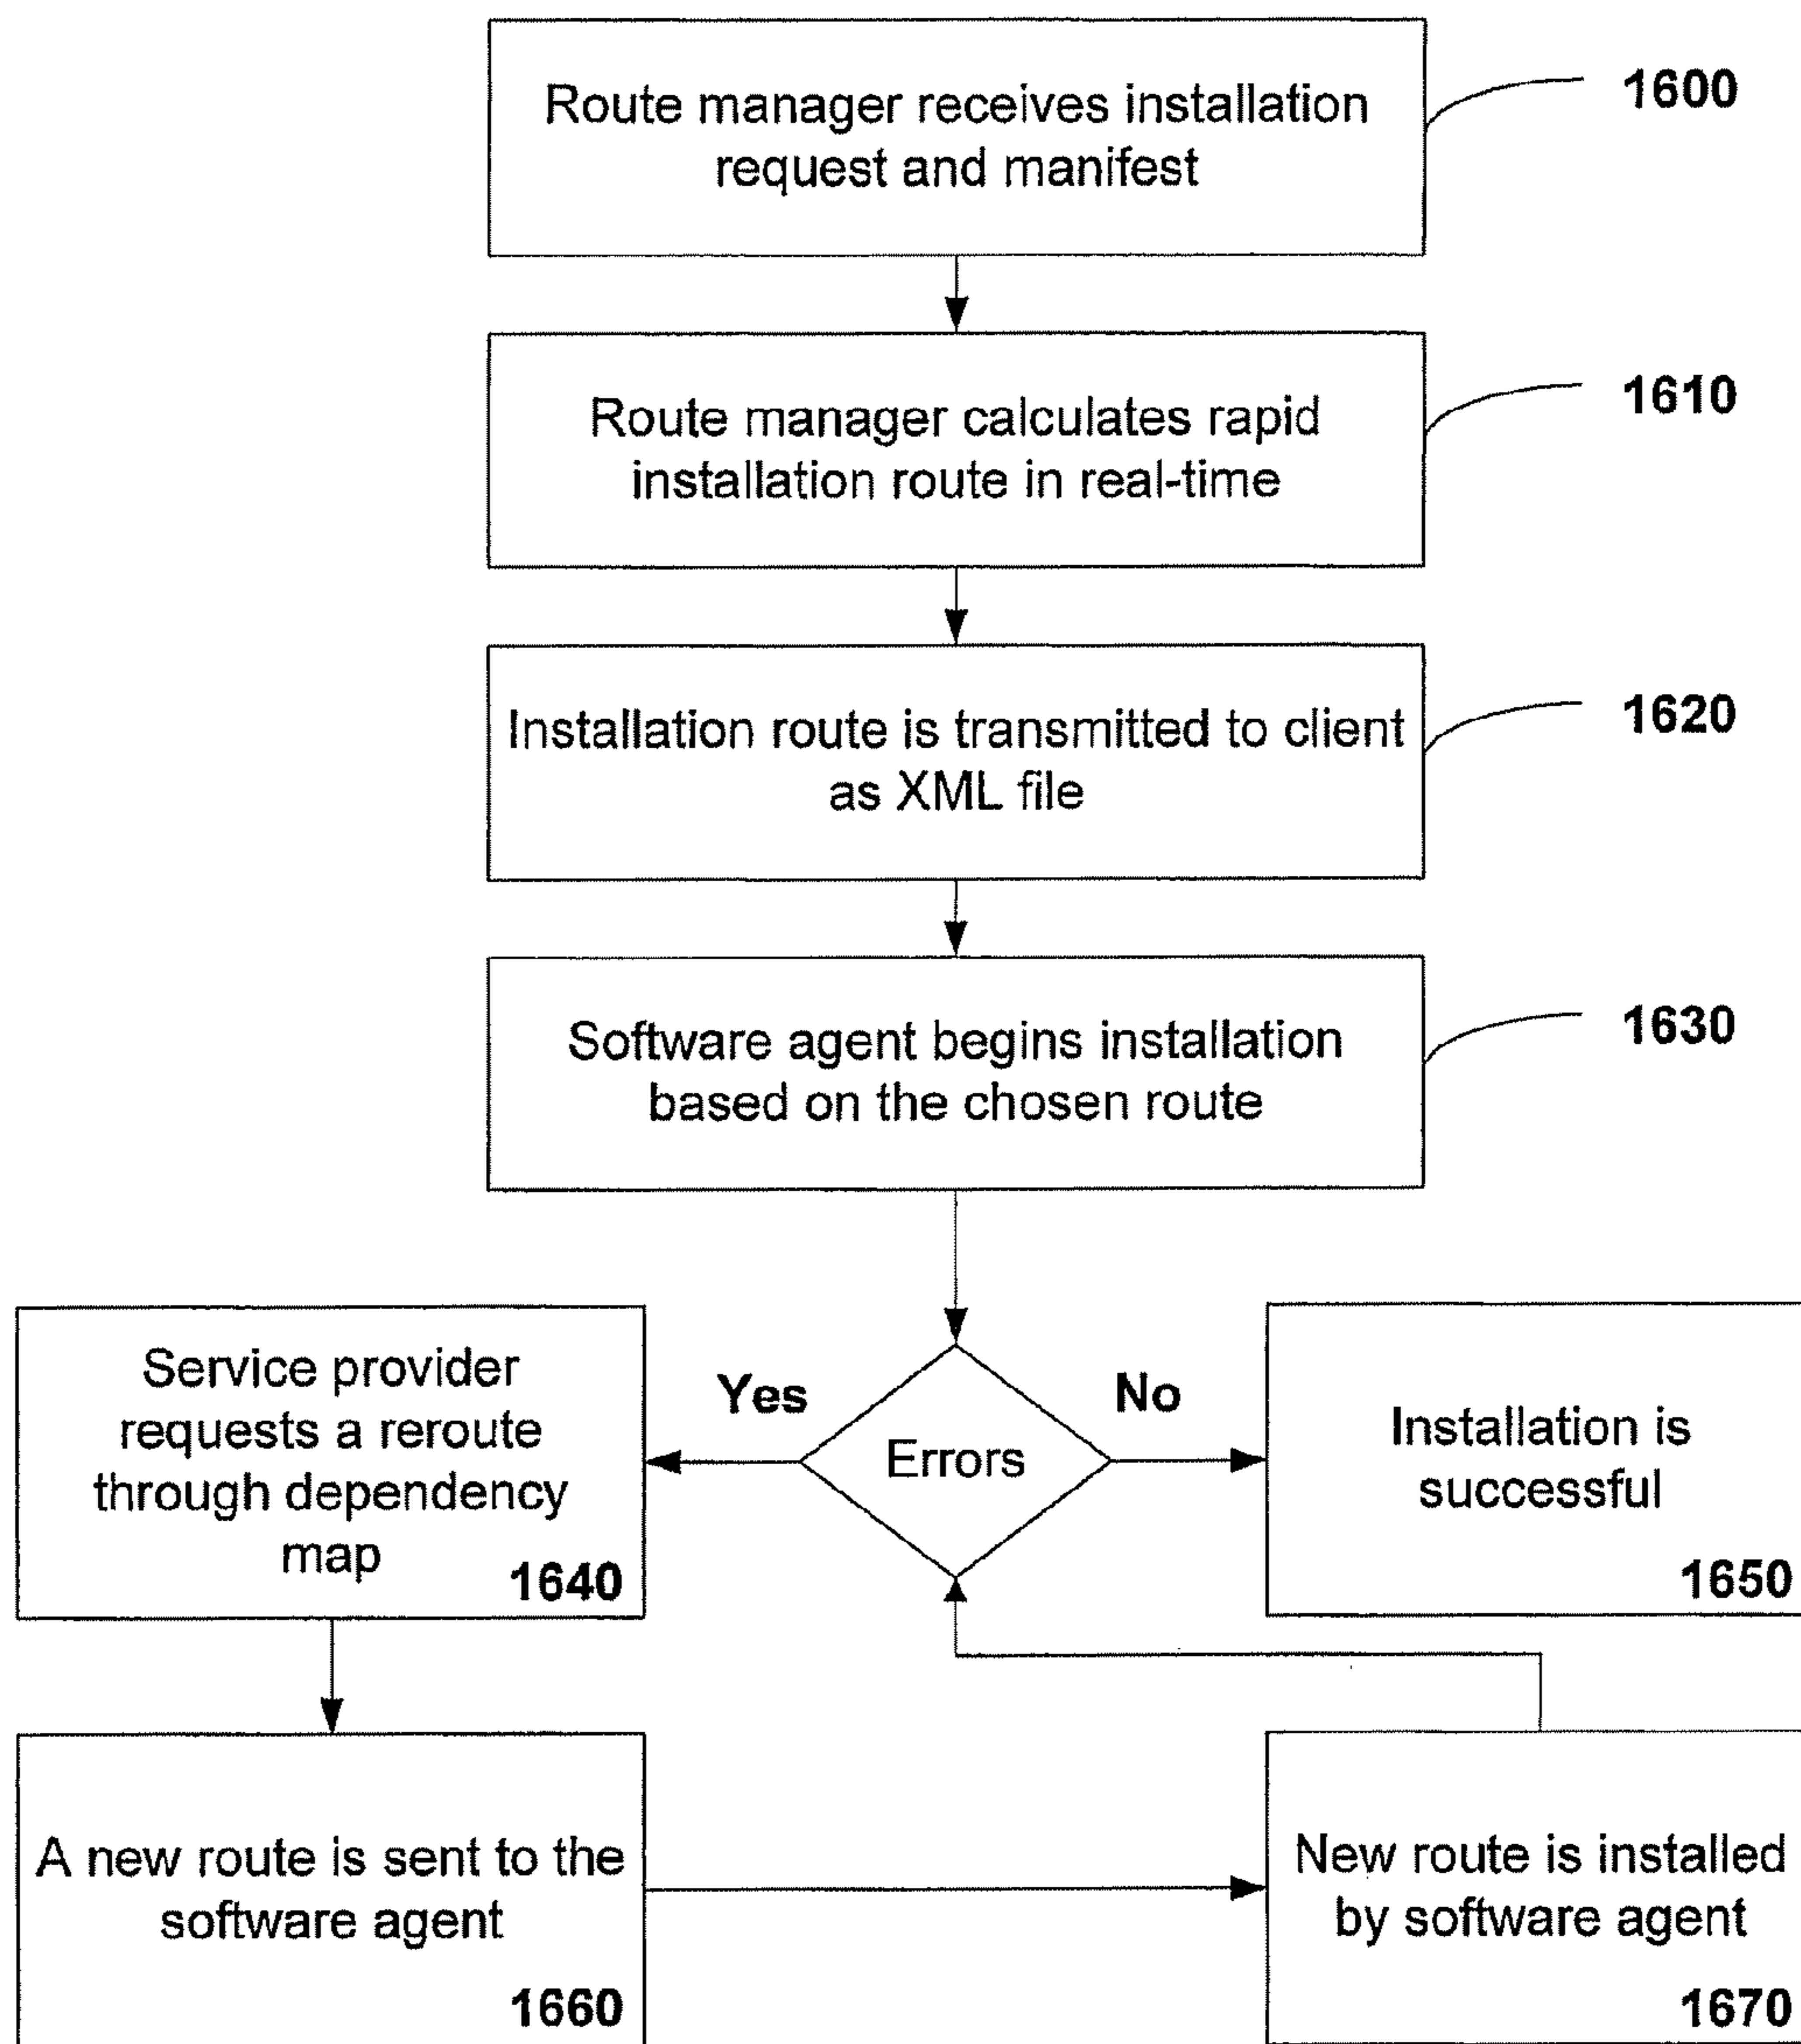 Route manager receives installation
request and manifest
1600
Route manager calculates rapid
installation route in real-time
1610
Installation route is transmitted to client
as XML file
1620
Software agent begins installation
based on the chosen route
1630
Service provider
requests a reroute
through dependency
map
1640
Yes
Errors
No
Installation is
successful
1650
A new route is sent to the
software agent
1660
New route is installed
by software agent
1670